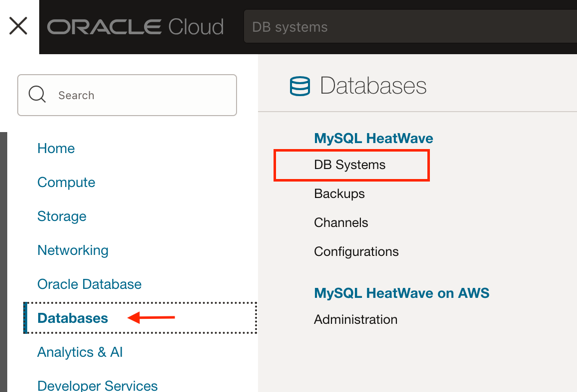 ORACLE Cloud
DB systems
Search
Home
Compute
Storage
Networking
Oracle Database
Databases
Analytics & AI
Developer Services
Databases
MySQL HeatWave
DB Systems
Backups
Channels
Configurations
MySQL HeatWave on AWS
Administration